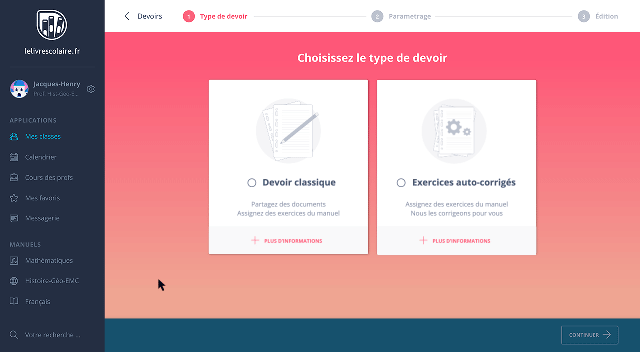 lelivrescolaire.fr
Jacques-Henry
Prof. Hist-Géo-E...
APPLICATIONS
Mes classes
Calendrier
Cours des profs
Mes favoris
Messagerie
MANUELS
Mathématiques
Histoire-Géo-EMC
Français
Votre recherche ...
Devoirs
1 Type de devoir
2 Parametrage
3 Édition
Choisissez le type de devoir
Devoir classique
Partagez des documents
Assignez des exercices du manuel
PLUS D'INFORMATIONS
Exercices auto-corrigés
Assignez des exercices du manuel
Nous les corrigeons pour vous
PLUS D'INFORMATIONS
CONTINUER